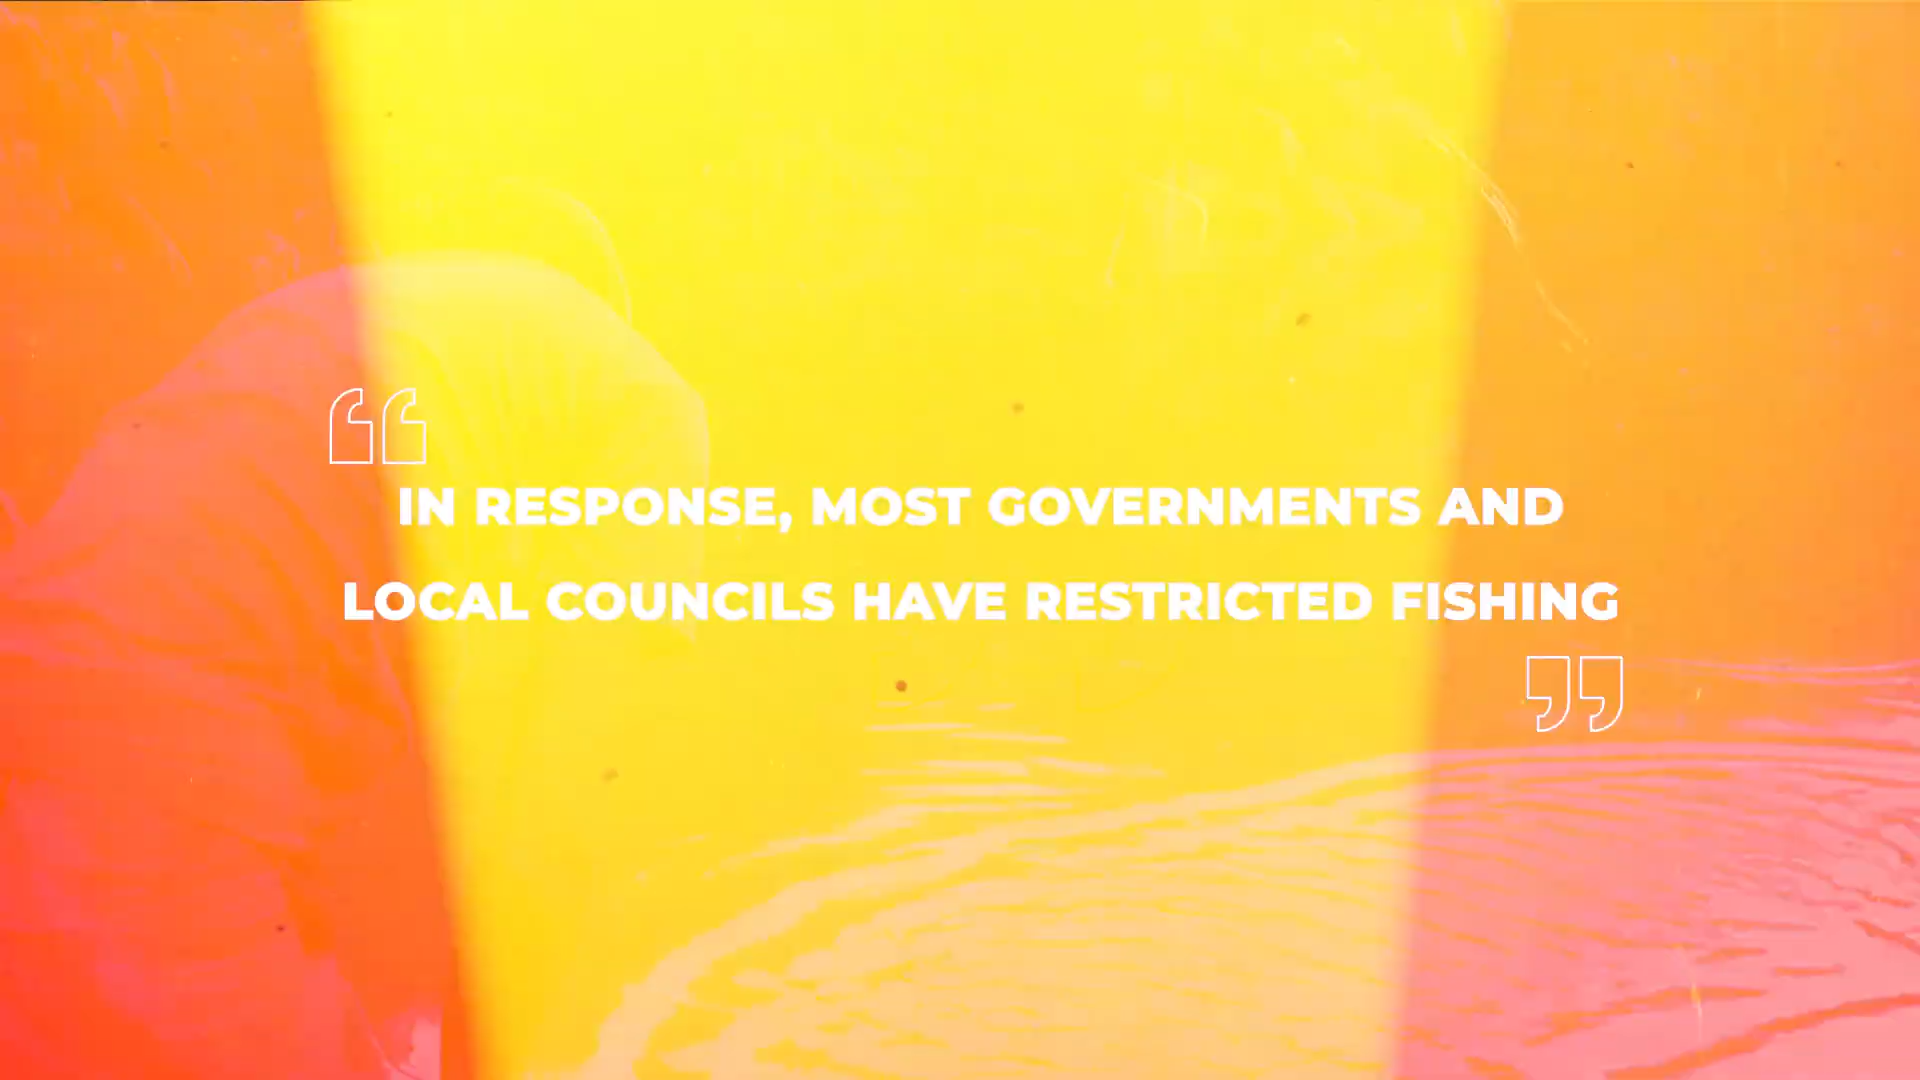 “
IN RESPONSE, MOST GOVERNMENTS AND
LOCAL COUNCILS HAVE RESTRICTED FISHING
”